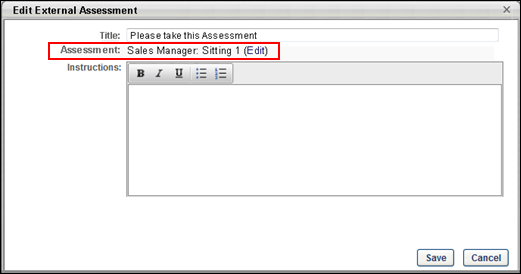 Edit External Assessment
Title: Please take this Assessment
Assessment: Sales Manager: Sitting 1 (Edit)
Instructions:
B I U
Save Cancel